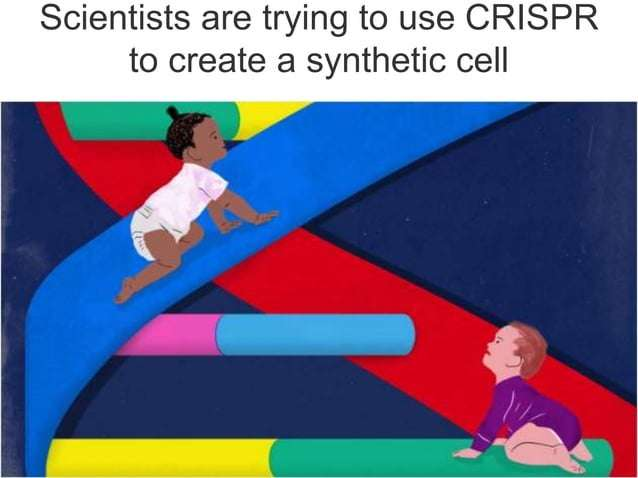 Scientists are trying to use CRISPR
to create a synthetic cell